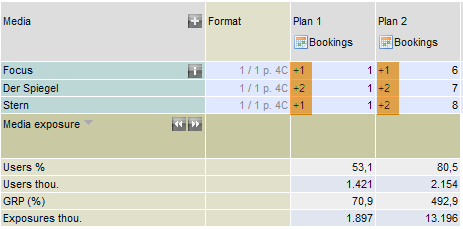 Media Format Plan 1 Plan 2
Bookings Bookings
Focus 1 / 1 p. 4C +1 1 +1 6
Der Spiegel 1 / 1 p. 4C +2 1 +2 7
Stern 1 / 1 p. 4C +1 1 +2 8
Media exposure
Users % 53,1 80,5
Users thou. 1.421 2.154
GRP (%) 70,9 492,9
Exposures thou. 1.897 13.196